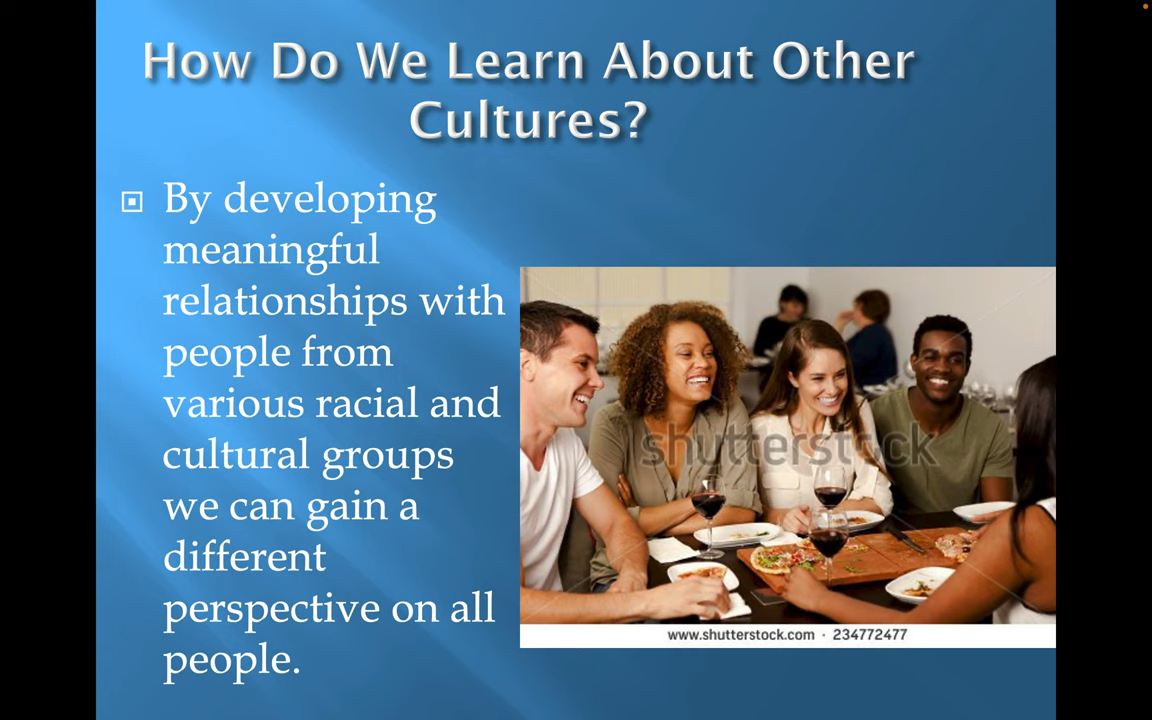 How Do We Learn About Other
Cultures?
By developing
meaningful
relationships with
people from
various racial and
cultural groups
we can gain a
different
perspective on all
people.
shutterstock
www.shutterstock.com · 234772477